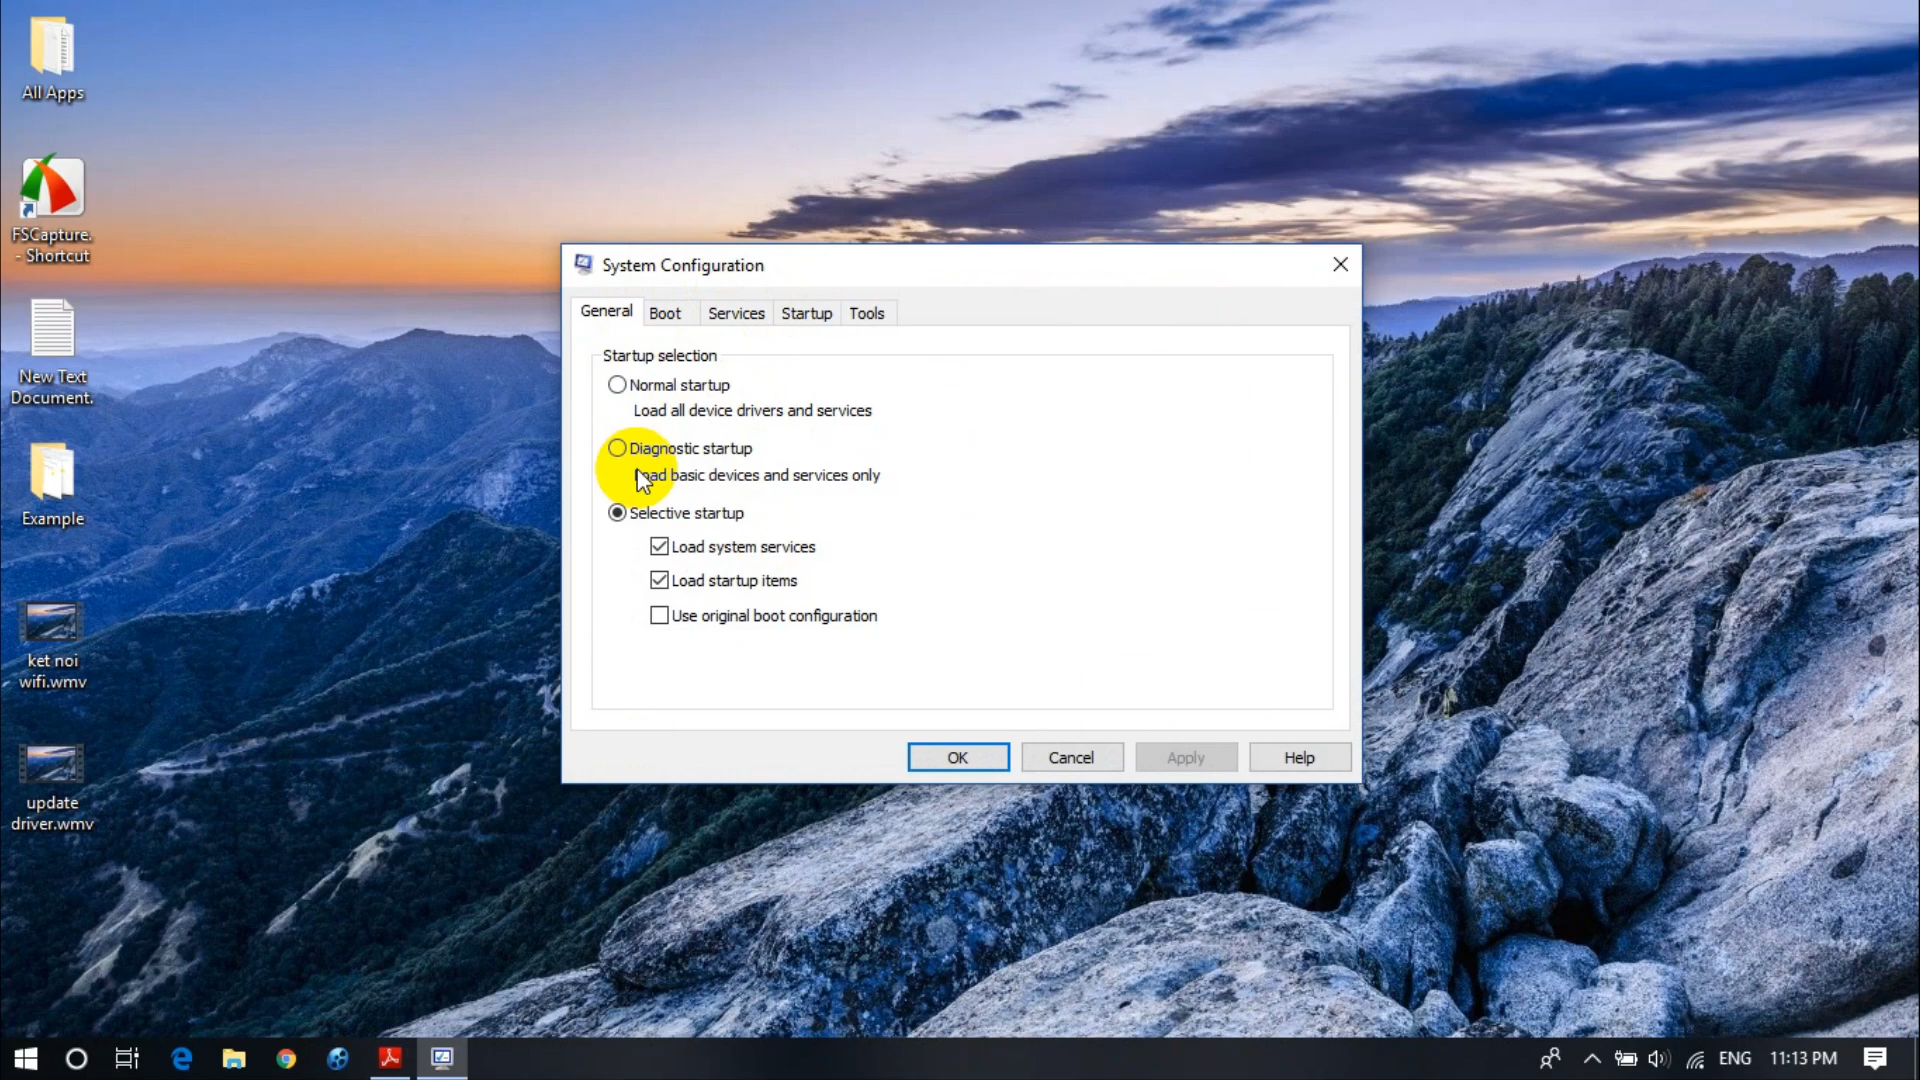 All Apps
FSCapture.
- Shortcut
New Text
Document.
Example
ket noi
wifi.wmv
update
driver.wmv
System Configuration
General Boot Services Startup Tools
Startup selection
Normal startup
Load all device drivers and services
Diagnostic startup
Load basic devices and services only
Selective startup
Load system services
Load startup items
Use original boot configuration
OK Cancel Apply Help
ENG 11:13 PM